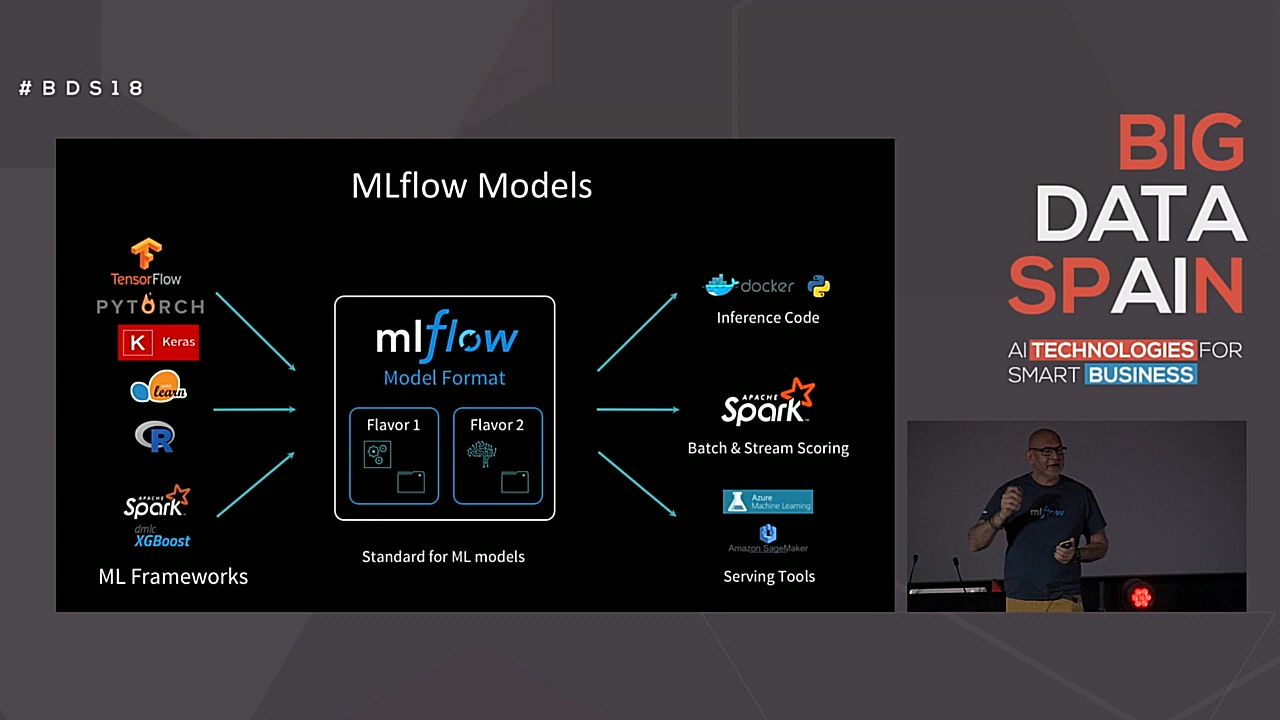 #BDS18
BIG
DATA
SPAIN
AI TECHNOLOGIES FOR
SMART BUSINESS
MLflow Models
TensorFlow
PYTORCH
K Keras
learn
R
APACHE
Spark
dmlc
XGBoost
ML Frameworks
mlflow
Model Format
Flavor 1
Flavor 2
Standard for ML models
docker
Inference Code
APACHE
Spark
Batch & Stream Scoring
Azure
Machine Learning
Amazon SageMaker
Serving Tools
mlflow